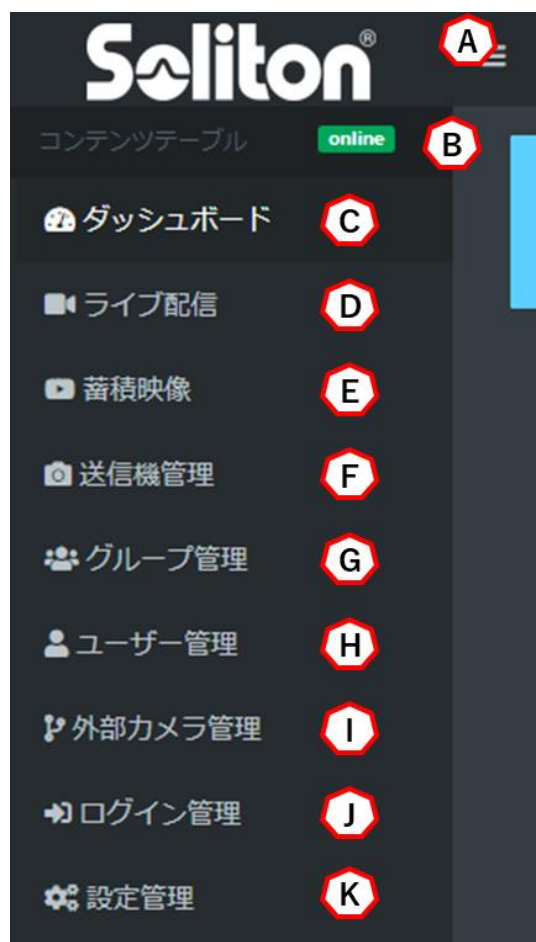 Soliton® A
コンテンツテーブル online B
ダッシュボード C
ライブ配信 D
蓄積映像 E
送信機管理 F
グループ管理 G
ユーザー管理 H
外部カメラ管理 I
ログイン管理 J
設定管理 K